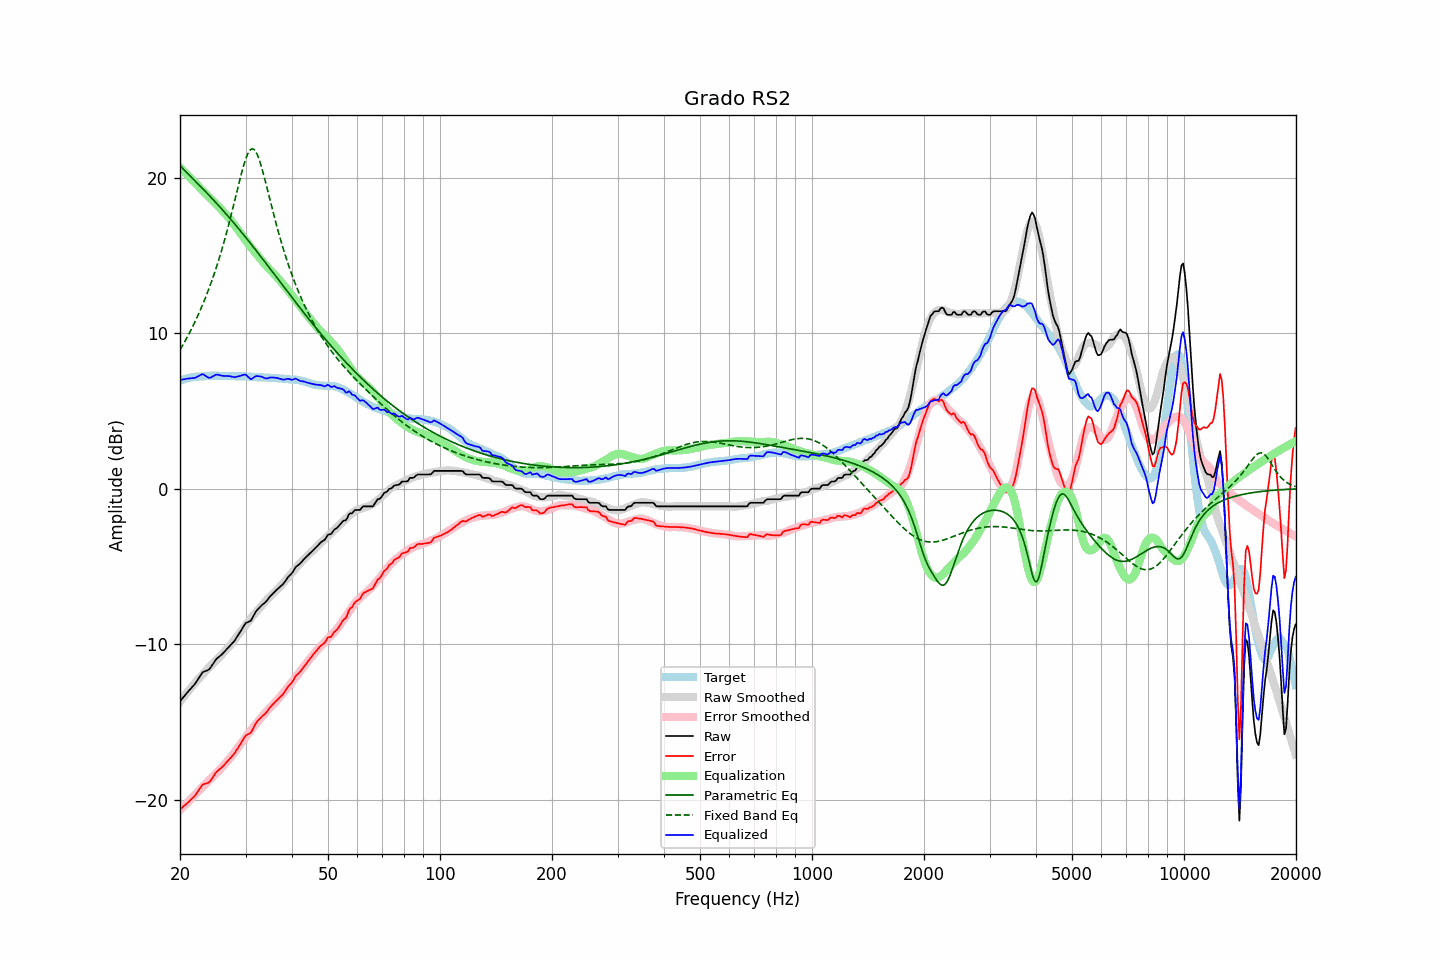 Grado RS2
Amplitude (dBr)
20
10
0
−10
−20
Target
Raw Smoothed
Error Smoothed
Raw
Error
Equalization
Parametric Eq
Fixed Band Eq
Equalized
20 50 100 200 500 1000 2000 5000 10000 20000
Frequency (Hz)